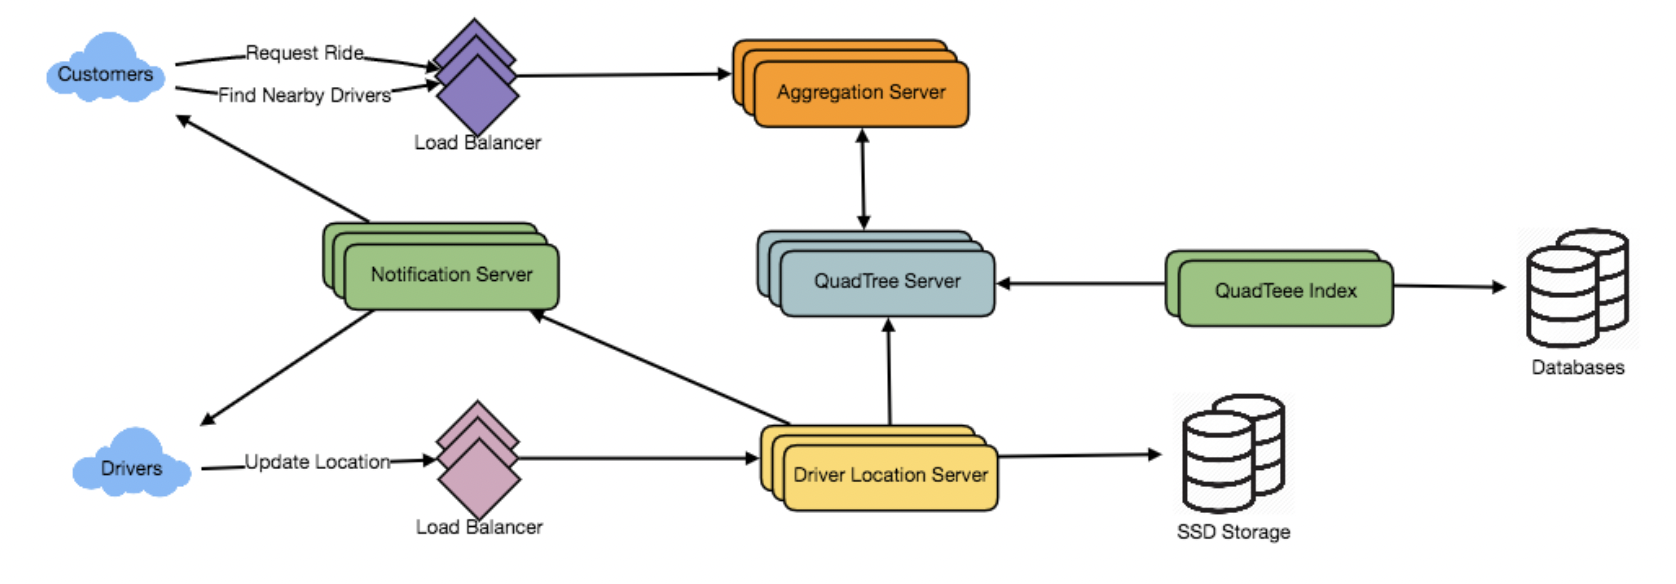 Customers
Request Ride
Find Nearby Drivers
Load Balancer
Aggregation Server
Notification Server
QuadTree Server
QuadTeee Index
Databases
Drivers
Update Location
Load Balancer
Driver Location Server
SSD Storage